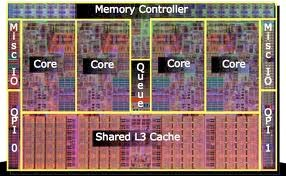 Memory Controller
Misc IO
Core
Core
Queue
Core
Core
Misc IO
QPI 0
Shared L3 Cache
QPI 1